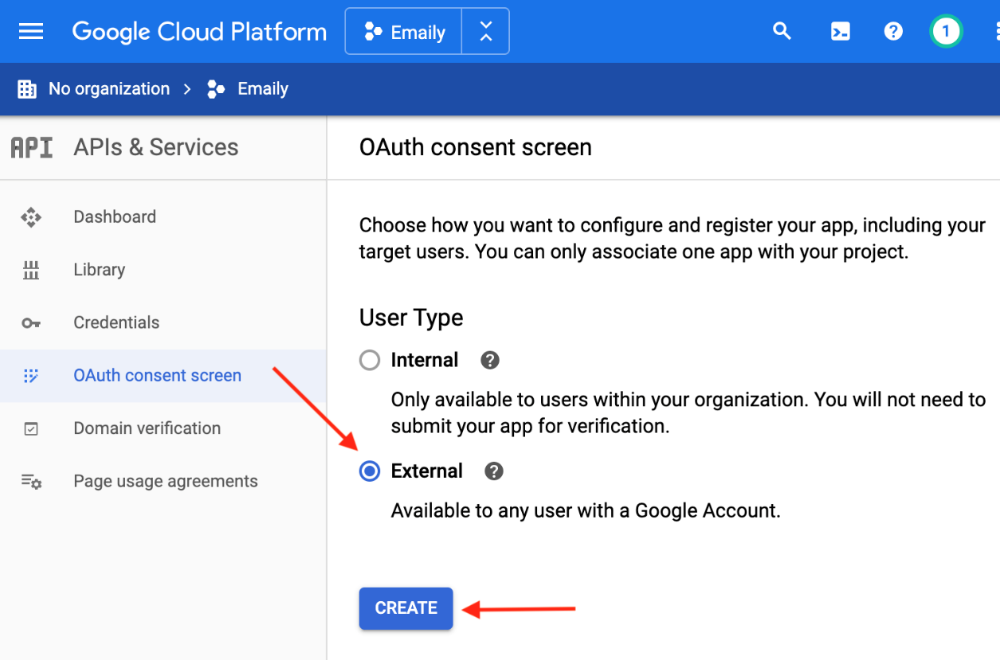 Google Cloud Platform
Emaily
1
No organization
Emaily
API
APIs & Services
OAuth consent screen
Dashboard
Library
Credentials
OAuth consent screen
Domain verification
Page usage agreements
Choose how you want to configure and register your app, including your
target users. You can only associate one app with your project.
User Type
Internal ?
Only available to users within your organization. You will not need to
submit your app for verification.
External ?
Available to any user with a Google Account.
CREATE